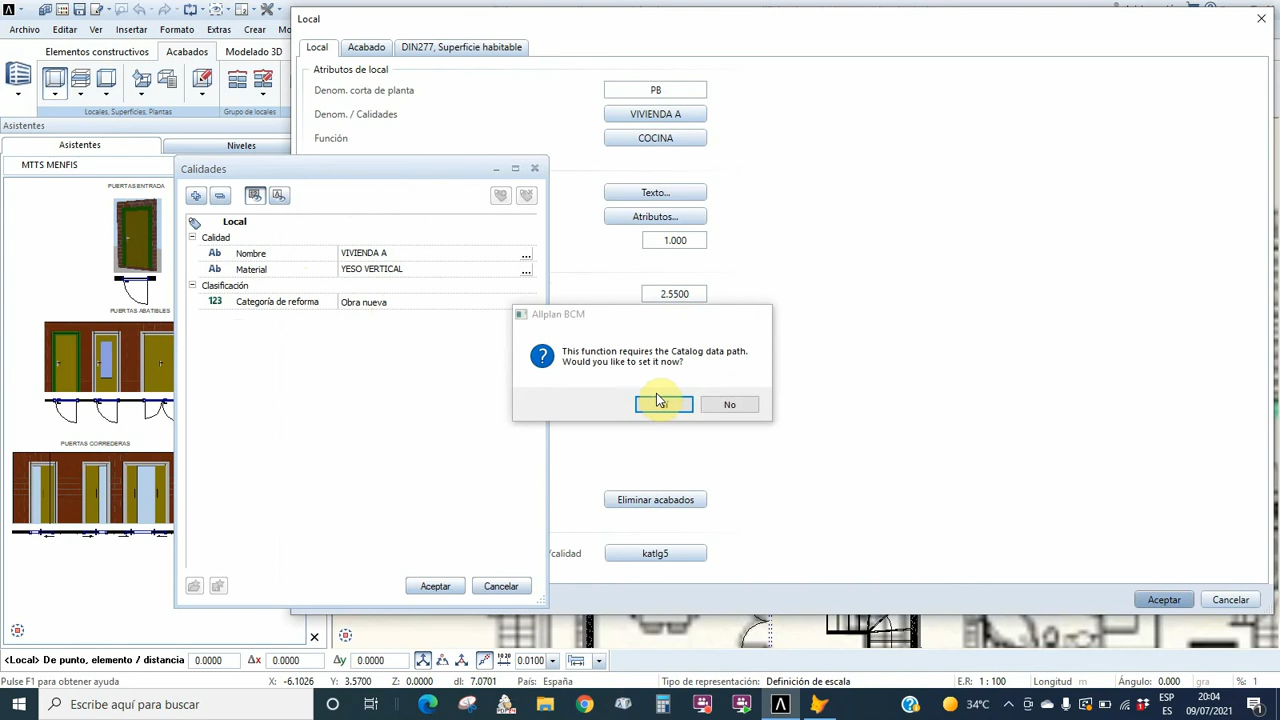 Local
Archivo Editar Ver Insertar Formato Extras Crear
Local Acabado DIN277, Superficie habitable
Elementos constructivos Acabados Modelado 3D
Atributos de local
Denom. corta de planta PB
Denom. / Calidades VIVIENDA A
Función COCINA
Locales, Superficies, Plantas Grupo de locales
Asistentes
Asistentes Niveles
MTTS MENFIS
Calidades
PUERTAS ENTRADA
Texto...
Atributos...
1.000
Local
Calidad
Ab Nombre VIVIENDA A ...
Ab Material YESO VERTICAL ...
Clasificación
123 Categoría de reforma Obra nueva
2.5500
PUERTAS ABATIBLES
Allplan BCM
This function requires the Catalog data path.
Would you like to set it now?
No
PUERTAS CORREDERAS
Eliminar acabados
/calidad katlg5
Aceptar Cancelar
Aceptar Cancelar
<Local> De punto, elemento / distancia 0.0000 Δx 0.0000 Δy 0.0000 0.0100
Pulse F1 para obtener ayuda X: -6.1026 Y: 3.5700 Z: 0.0000 dl: 7.0701 Tipo de representación: Definición de escala País: España E.R: 1 : 100 Longitud m Ángulo: 0.000 gra % 1
Escribe aquí para buscar
34°C
ESP
ES
20:04
09/07/2021